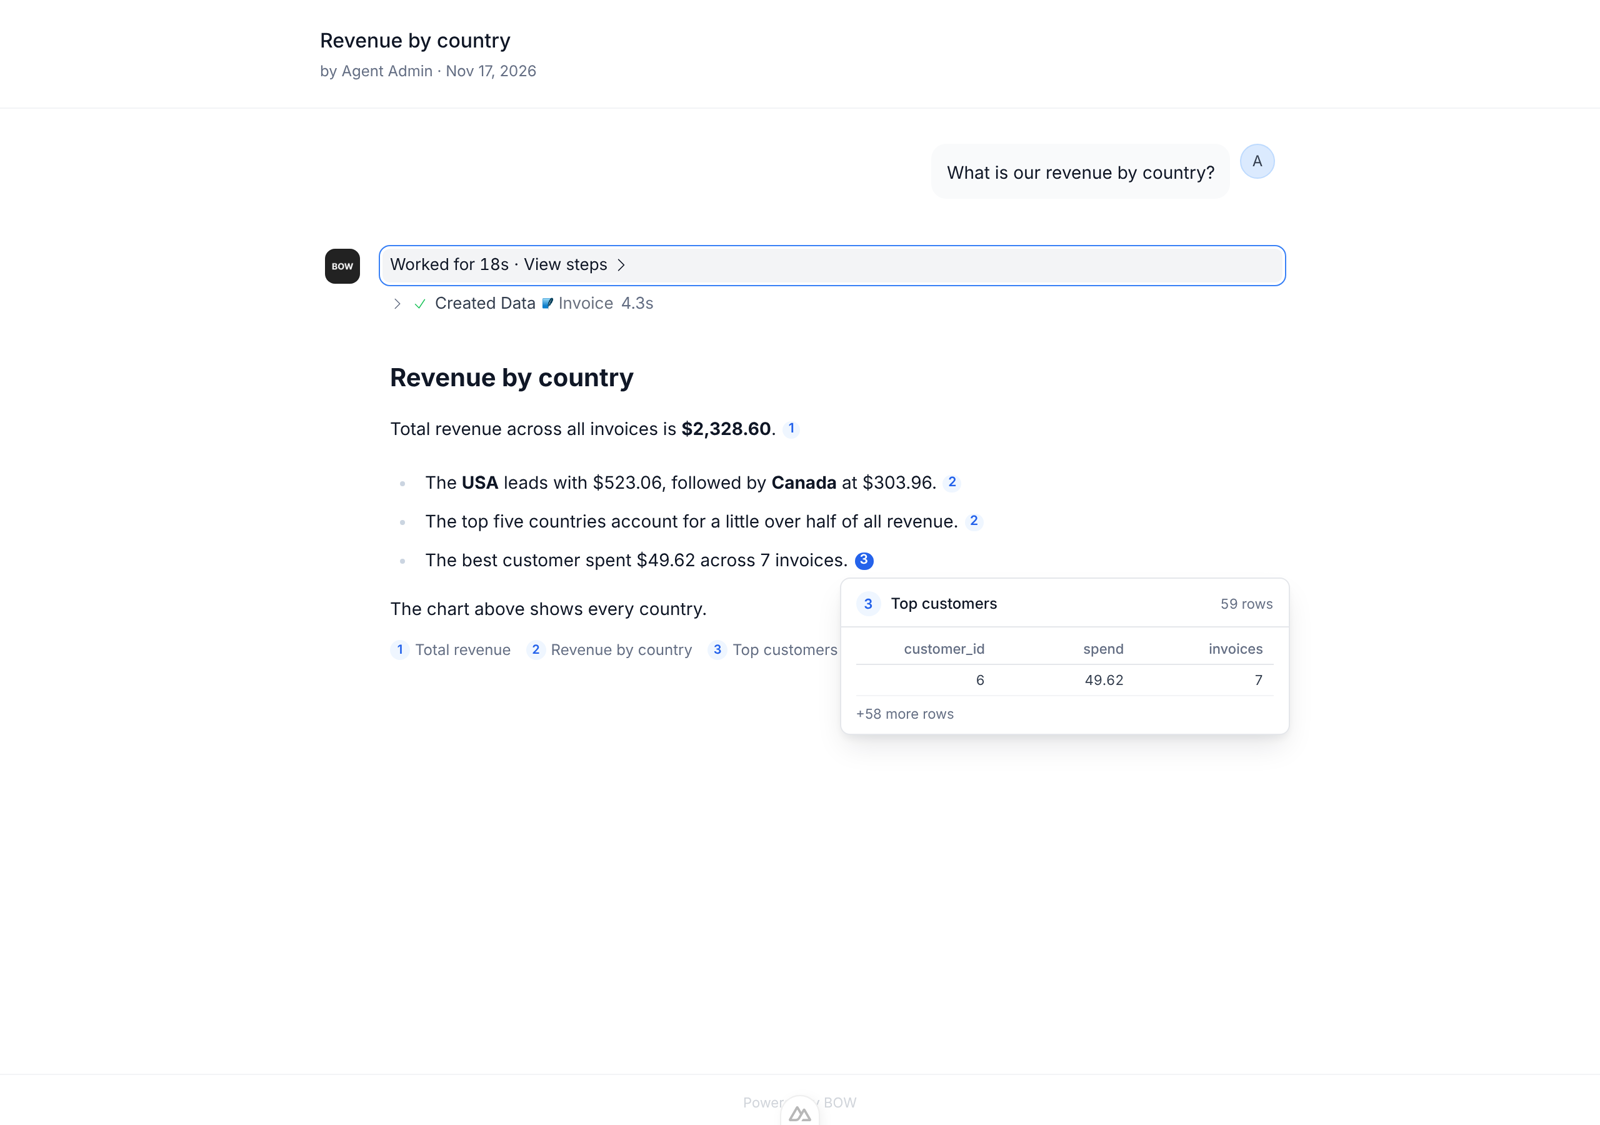 Revenue by country
by Agent Admin · Nov 17, 2026
What is our revenue by country?
A
BOW
Worked for 18s · View steps
Created Data Invoice 4.3s
Revenue by country
Total revenue across all invoices is $2,328.60. 1
The USA leads with $523.06, followed by Canada at $303.96. 2
The top five countries account for a little over half of all revenue. 2
The best customer spent $49.62 across 7 invoices. 3
The chart above shows every country.
1 Total revenue 2 Revenue by country 3 Top customers
3 Top customers 59 rows
customer_id spend invoices
6 49.62 7
+58 more rows
BOW